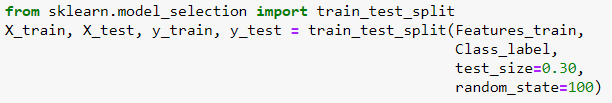 from sklearn.model_selection import train_test_split
X_train, X_test, y_train, y_test = train_test_split(Features_train,
Class_label,
test_size=0.30,
random_state=100)